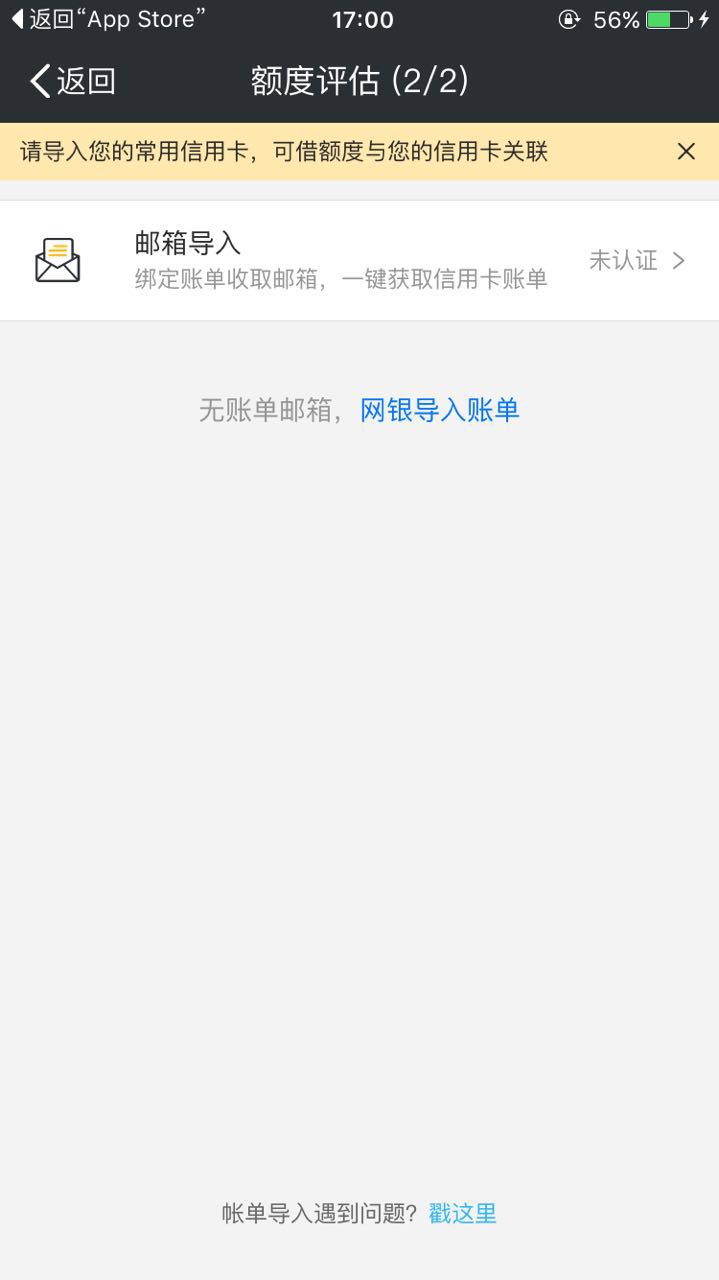 返回“App Store” 17:00 56%
返回 额度评估 (2/2)
请导入您的常用信用卡，可借额度与您的信用卡关联
邮箱导入
绑定账单收取邮箱，一键获取信用卡账单
未认证
无账单邮箱，网银导入账单
帐单导入遇到问题？戳这里